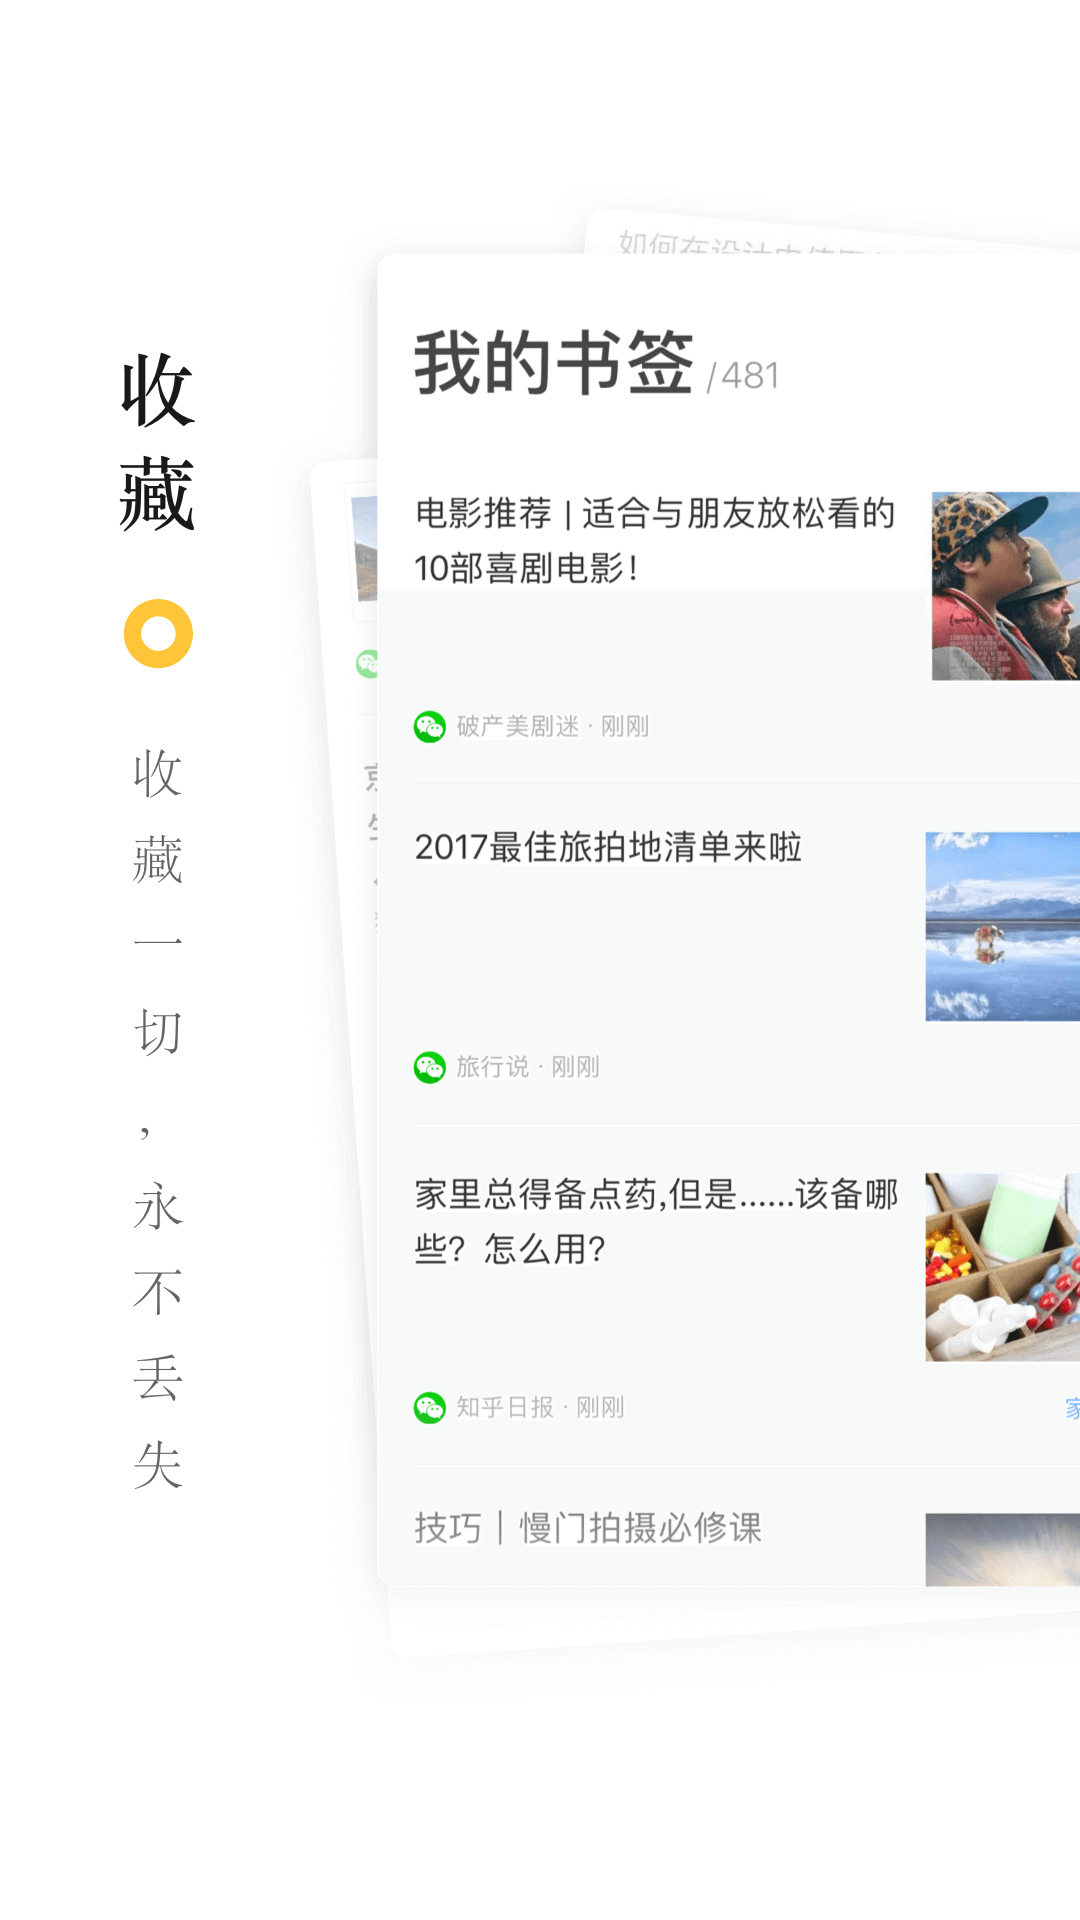 收藏
收藏一切，永不丢失
我的书签 /481
电影推荐 | 适合与朋友放松看的
10部喜剧电影！
破产美剧迷 · 刚刚
2017最佳旅拍地清单来啦
旅行说 · 刚刚
家里总得备点药,但是......该备哪
些？怎么用？
知乎日报 · 刚刚
家
技巧｜慢门拍摄必修课